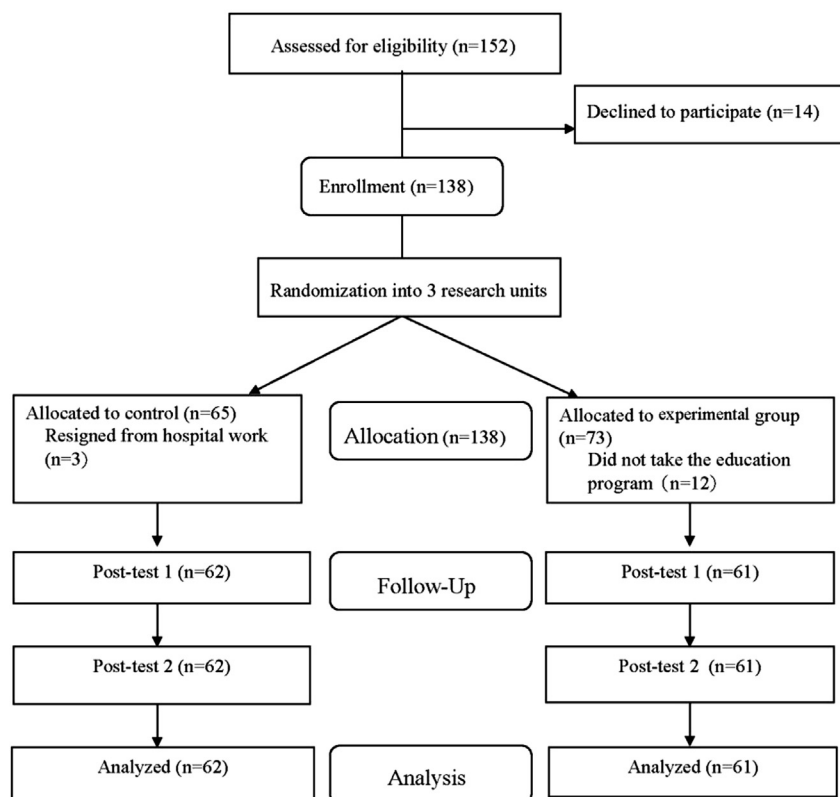 Assessed for eligibility (n=152)
Declined to participate (n=14)
Enrollment (n=138)
Randomization into 3 research units
Allocated to control (n=65)
Resigned from hospital work
(n=3)
Allocation (n=138)
Allocated to experimental group
(n=73)
Did not take the education
program（n=12）
Post-test 1 (n=62)
Follow-Up
Post-test 1 (n=61)
Post-test 2 (n=62)
Post-test 2 (n=61)
Analyzed (n=62)
Analysis
Analyzed (n=61)